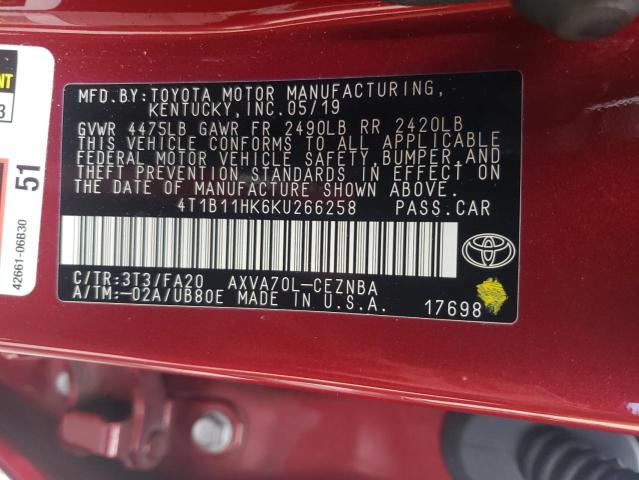 MFD.BY:TOYOTA MOTOR MANUFACTURING,
KENTUCKY, INC.05/19
GVWR 4475LB GAWR FR 2490LB RR 2420LB
THIS VEHICLE CONFORMS TO ALL APPLICABLE
FEDERAL MOTOR VEHICLE SAFETY, BUMPER, AND
THEFT PREVENTION STANDARDS IN EFFECT ON
THE DATE OF MANUFACTURE SHOWN ABOVE.
4T1B11HK6KU266258 PASS.CAR
C/TR:3T3/FA20 AXVA70L-CEZNBA
A/TM:-02A/UB80E MADE IN U.S.A.
17698
51
42661-06B30